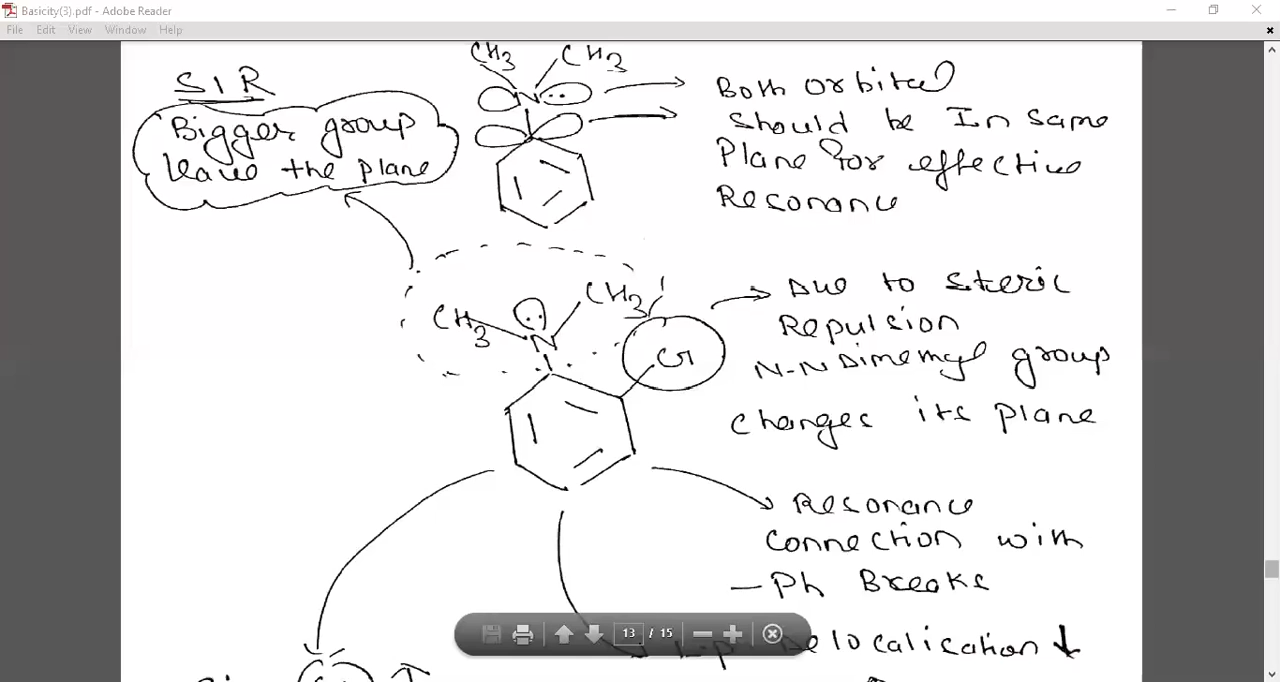 Basicity(3).pdf - Adobe Reader
File Edit View Window Help
SIR
Bigger group
leave the plane
CH3 CH3
N
Both orbital
Should be In same
Plane for effective
Resonance
CH3 CH3
N
Due to steric
Repulsion
N-N Dimethyl group
changes its plane
Resonance
connection with
-Ph Breaks
13 / 15
l.p Delocalisation ↓